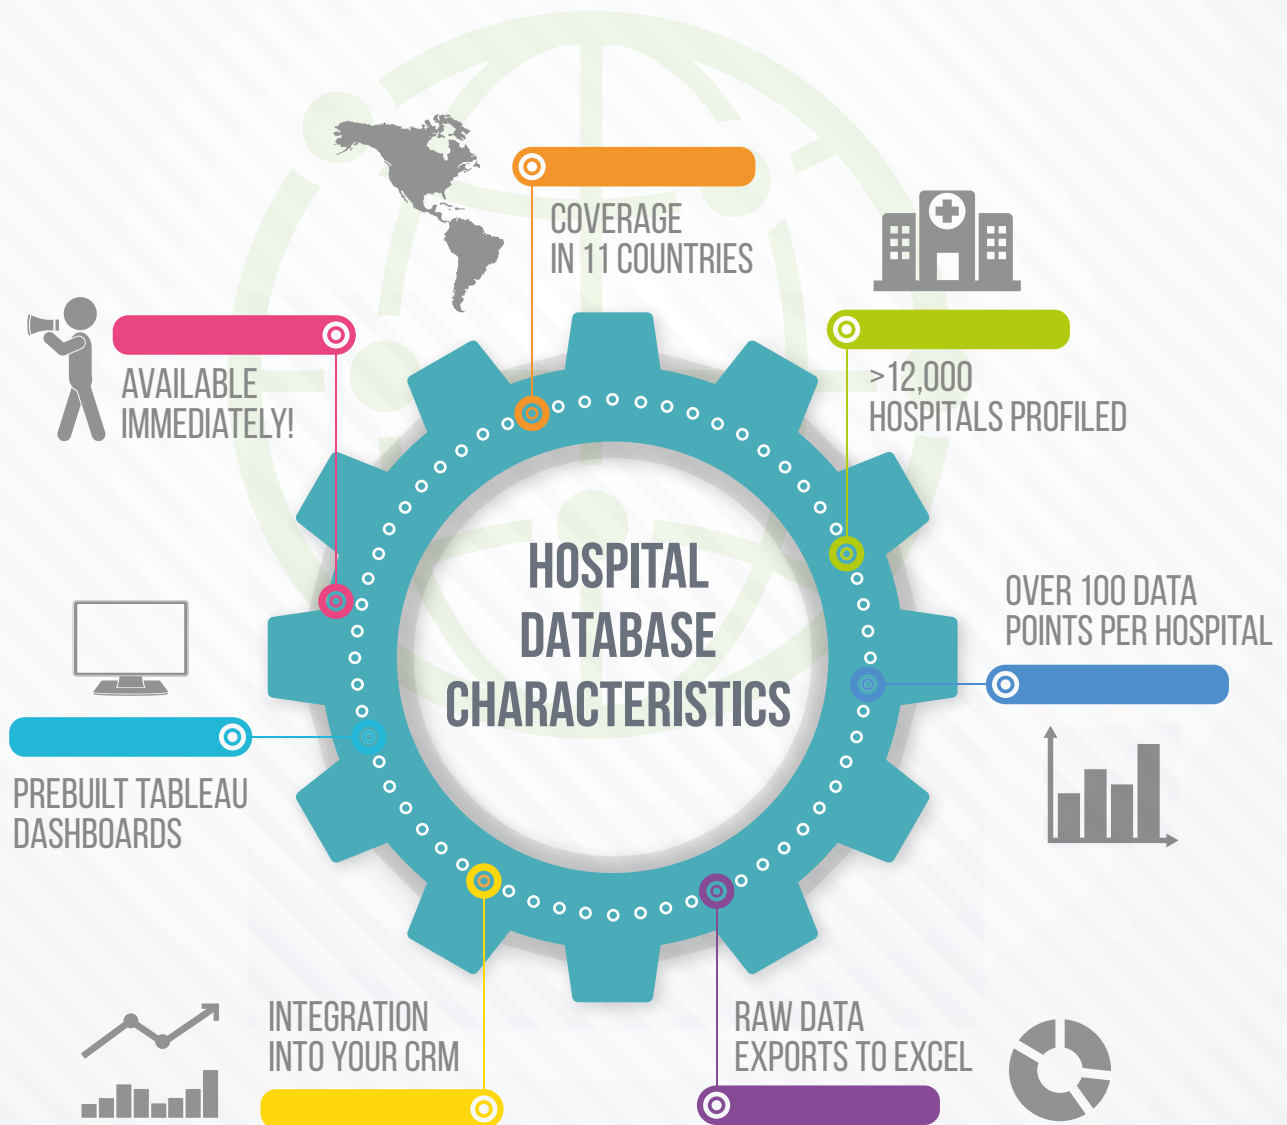 COVERAGE
IN 11 COUNTRIES
>12,000
HOSPITALS PROFILED
AVAILABLE
IMMEDIATELY!
HOSPITAL
DATABASE
CHARACTERISTICS
OVER 100 DATA
POINTS PER HOSPITAL
PREBUILT TABLEAU
DASHBOARDS
INTEGRATION
INTO YOUR CRM
RAW DATA
EXPORTS TO EXCEL